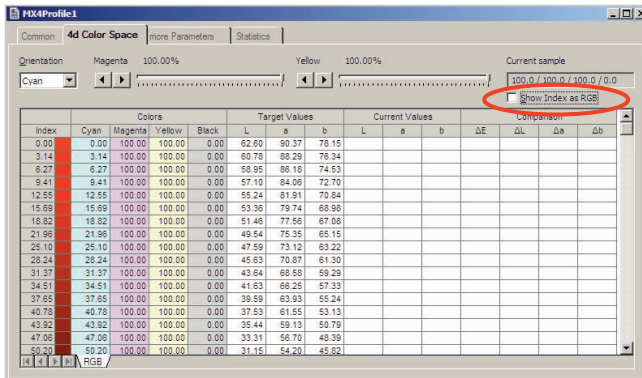 MX4Profile1
Common 4d Color Space more Parameters Statistics
Orientation Magenta 100.00% Yellow 100.00% Current sample
Cyan 100.0 / 100.0 / 100.0 / 0.0
Show Index as RGB
Colors Target Values Current Values Comparison
Index Cyan Magenta Yellow Black L a b L a b ΔE ΔL Δa Δb
0.00 0.00 100.00 100.00 0.00 62.60 90.37 78.15
3.14 3.14 100.00 100.00 0.00 60.78 88.29 76.34
6.27 6.27 100.00 100.00 0.00 58.95 86.18 74.53
9.41 9.41 100.00 100.00 0.00 57.10 84.06 72.70
12.55 12.55 100.00 100.00 0.00 55.24 81.91 70.84
15.69 15.69 100.00 100.00 0.00 53.36 79.74 68.98
18.82 18.82 100.00 100.00 0.00 51.46 77.56 67.08
21.96 21.96 100.00 100.00 0.00 49.54 75.35 65.15
25.10 25.10 100.00 100.00 0.00 47.59 73.12 63.22
28.24 28.24 100.00 100.00 0.00 45.63 70.87 61.30
31.37 31.37 100.00 100.00 0.00 43.64 68.58 59.29
34.51 34.51 100.00 100.00 0.00 41.63 66.25 57.33
37.65 37.65 100.00 100.00 0.00 39.59 63.93 55.24
40.78 40.78 100.00 100.00 0.00 37.53 61.55 53.13
43.92 43.92 100.00 100.00 0.00 35.44 59.13 50.79
47.06 47.06 100.00 100.00 0.00 33.31 56.70 48.39
50.20 50.20 100.00 100.00 0.00 31.15 54.20 45.82
RGB